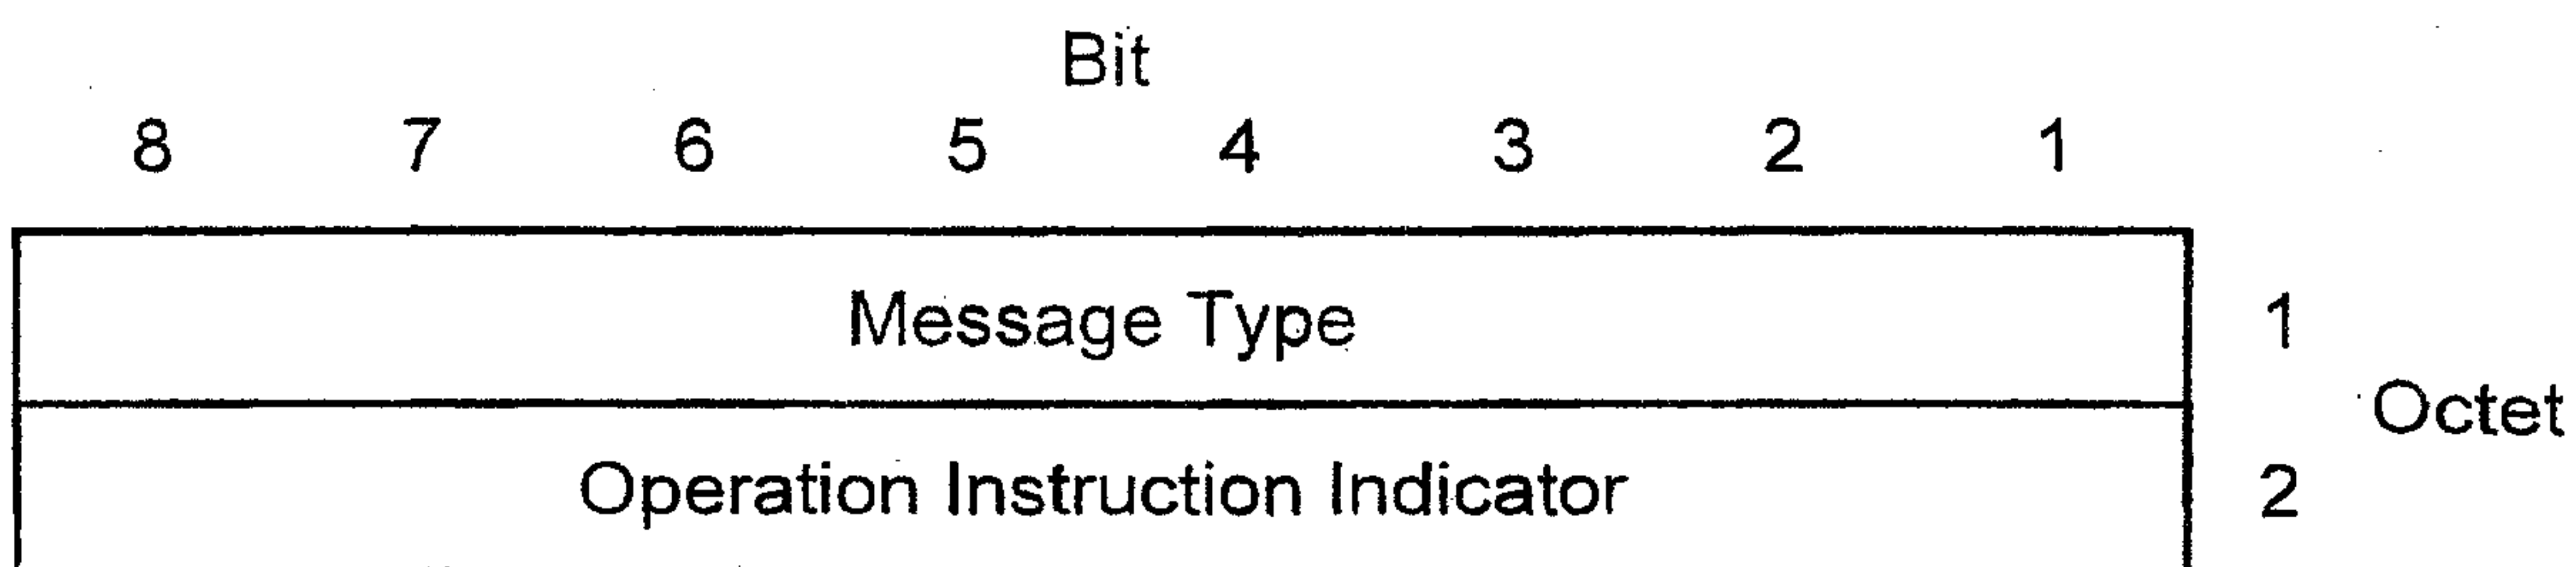 Bit
8 7 6 5 4 3 2 1
Message Type 1
Octet
Operation Instruction Indicator 2